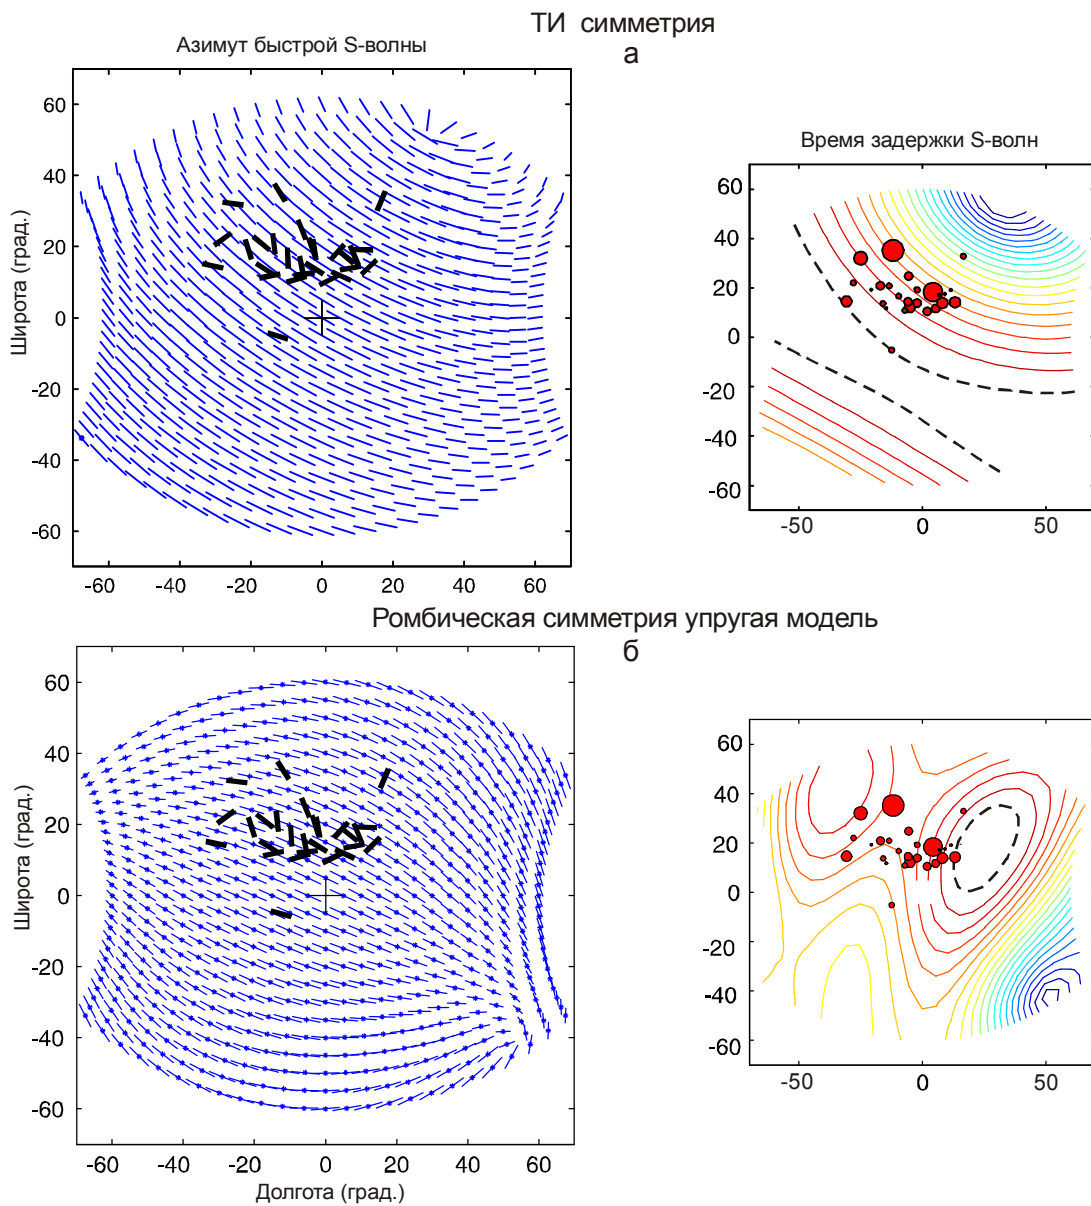 ТИ симметрия
а
Азимут быстрой S-волны
Время задержки S-волн
Широта (град.)
60
40
20
0
-20
-40
-60
-60 -40 -20 0 20 40 60
60
40
20
0
-20
-40
-60
-50 0 50
Ромбическая симметрия упругая модель
б
Широта (град.)
60
40
20
0
-20
-40
-60
-60 -40 -20 0 20 40 60
Долгота (град.)
60
40
20
0
-20
-40
-60
-50 0 50